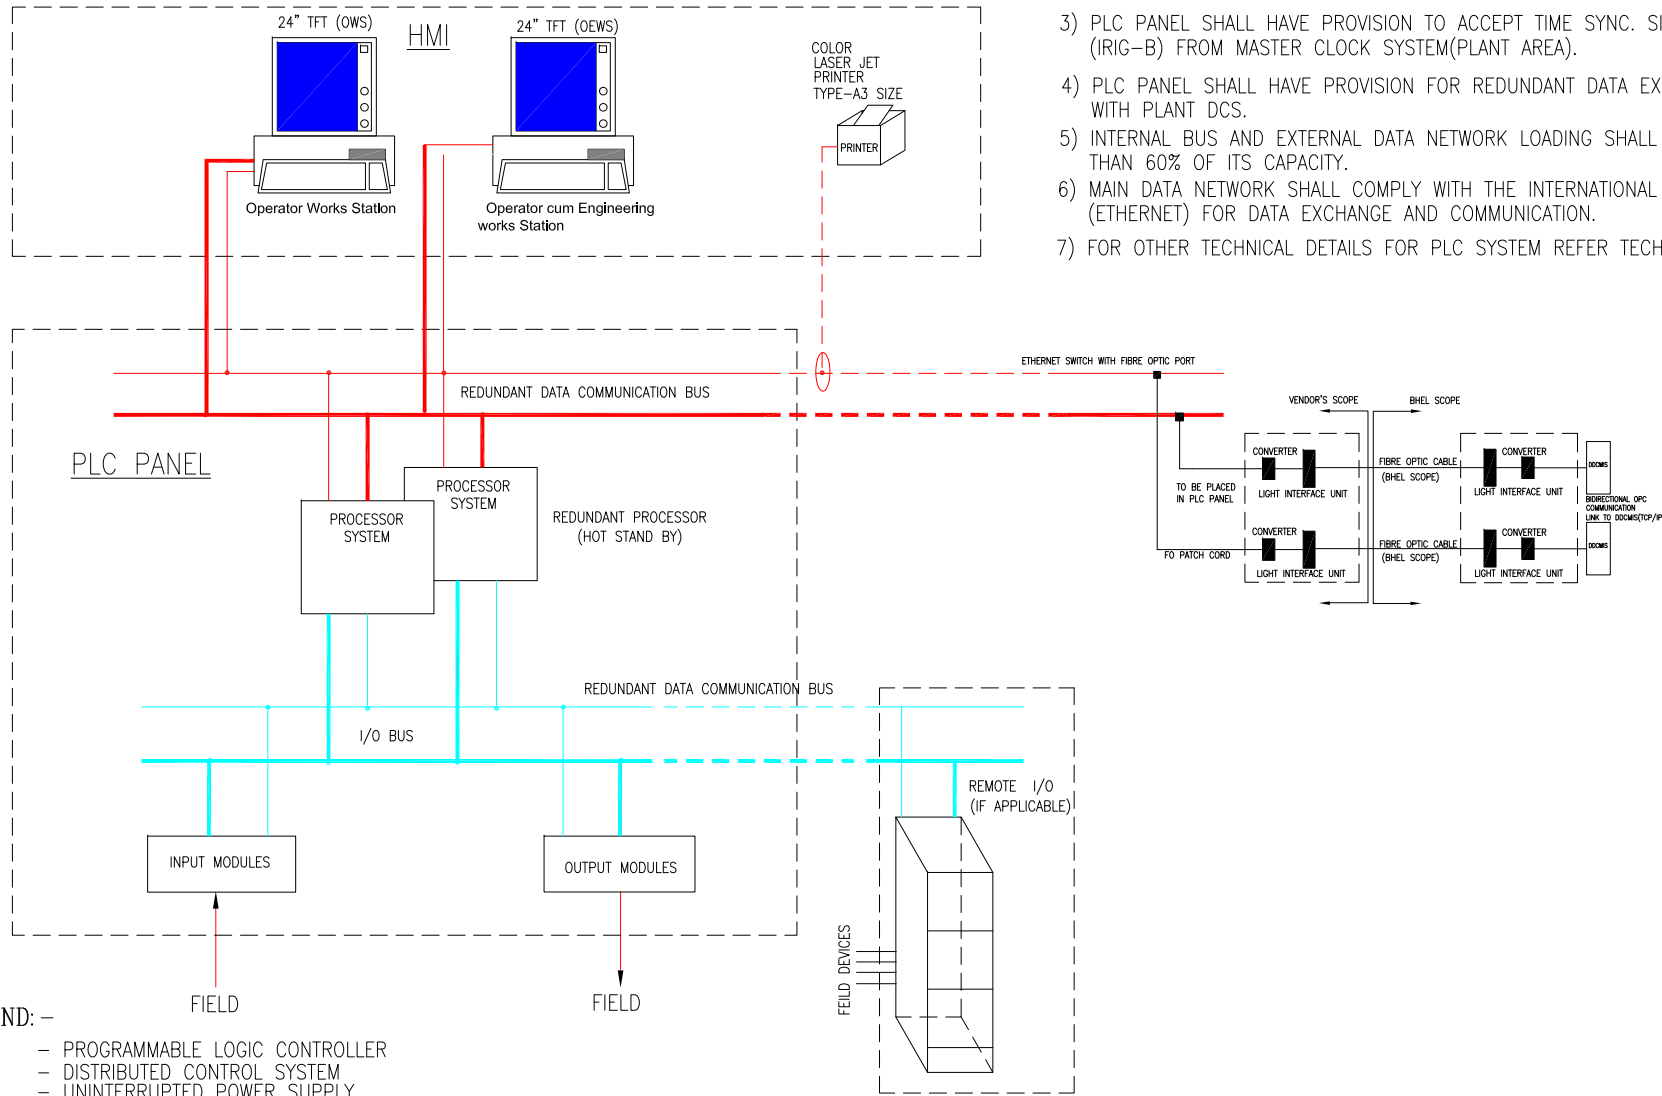 24" TFT (OWS)
HMI
24" TFT (OEWS)
COLOR
LASER JET
PRINTER
TYPE-A3 SIZE
PRINTER
Operator Works Station
Operator cum Engineering
works Station
3) PLC PANEL SHALL HAVE PROVISION TO ACCEPT TIME SYNC.
(IRIG-B) FROM MASTER CLOCK SYSTEM(PLANT AREA).
4) PLC PANEL SHALL HAVE PROVISION FOR REDUNDANT DATA EX
WITH PLANT DCS.
5) INTERNAL BUS AND EXTERNAL DATA NETWORK LOADING SHALL
THAN 60% OF ITS CAPACITY.
6) MAIN DATA NETWORK SHALL COMPLY WITH THE INTERNATIONAL
(ETHERNET) FOR DATA EXCHANGE AND COMMUNICATION.
7) FOR OTHER TECHNICAL DETAILS FOR PLC SYSTEM REFER TECH
ETHERNET SWITCH WITH FIBRE OPTIC PORT
REDUNDANT DATA COMMUNICATION BUS
PLC PANEL
PROCESSOR
SYSTEM
PROCESSOR
SYSTEM
REDUNDANT PROCESSOR
(HOT STAND BY)
VENDOR'S SCOPE
BHEL SCOPE
CONVERTER
LIGHT INTERFACE UNIT
TO BE PLACED
IN PLC PANEL
FIBRE OPTIC CABLE
(BHEL SCOPE)
CONVERTER
LIGHT INTERFACE UNIT
DDCMIS
BIDIRECTIONAL OPC
COMMUNICATION
LINK TO DDCMIS(TCP/IP
CONVERTER
LIGHT INTERFACE UNIT
FO PATCH CORD
FIBRE OPTIC CABLE
(BHEL SCOPE)
CONVERTER
LIGHT INTERFACE UNIT
DDCMIS
REDUNDANT DATA COMMUNICATION BUS
I/O BUS
REMOTE I/O
(IF APPLICABLE)
INPUT MODULES
OUTPUT MODULES
FEILD DEVICES
FIELD
FIELD
ND:-
- PROGRAMMABLE LOGIC CONTROLLER
- DISTRIBUTED CONTROL SYSTEM
- UNINTERRUPTED POWER SUPPLY